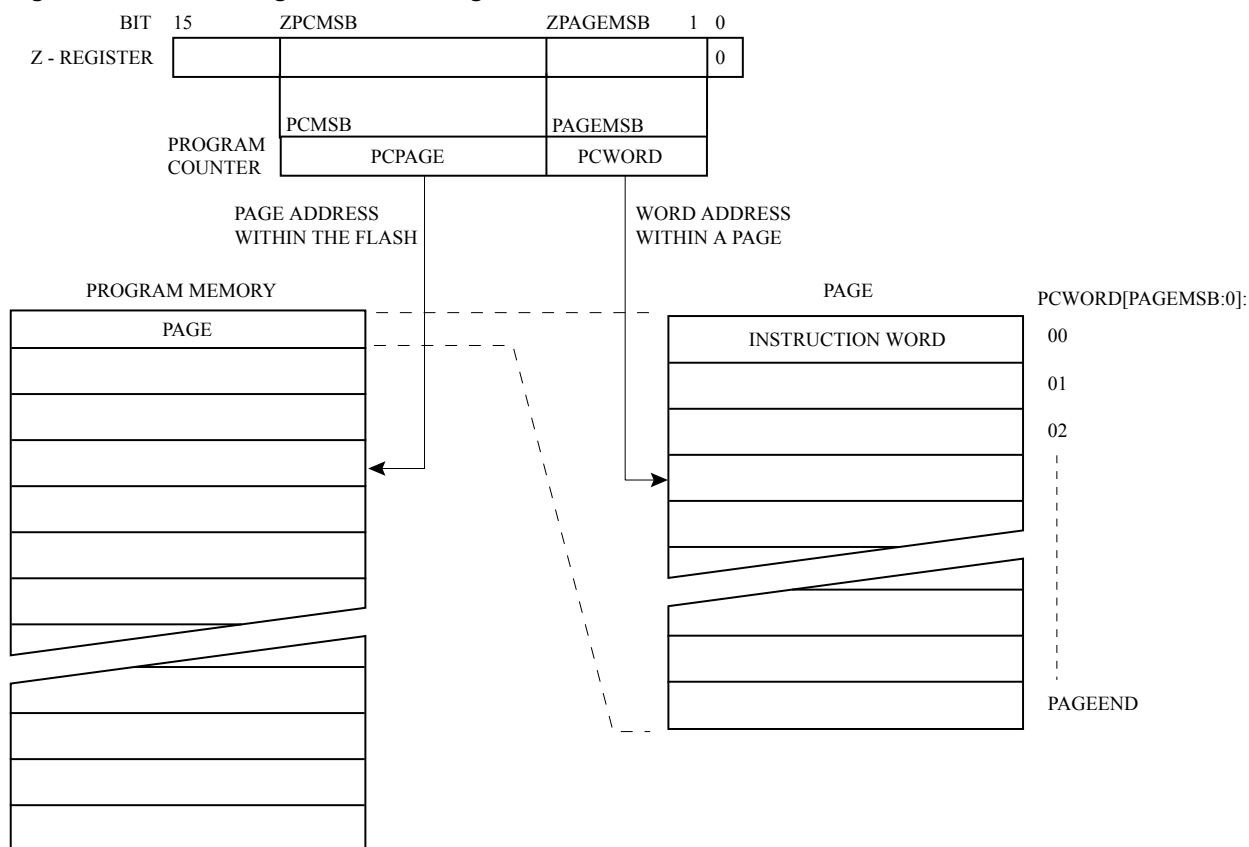 BIT 15 ZPCMSB ZPAGEMSB 1 0
Z - REGISTER 0
PCMSB PAGEMSB
PROGRAM
COUNTER
PCPAGE PCWORD
PAGE ADDRESS
WITHIN THE FLASH
WORD ADDRESS
WITHIN A PAGE
PROGRAM MEMORY
PAGE
PAGE
PCWORD[PAGEMSB:0]:
INSTRUCTION WORD
00
01
02
PAGEEND